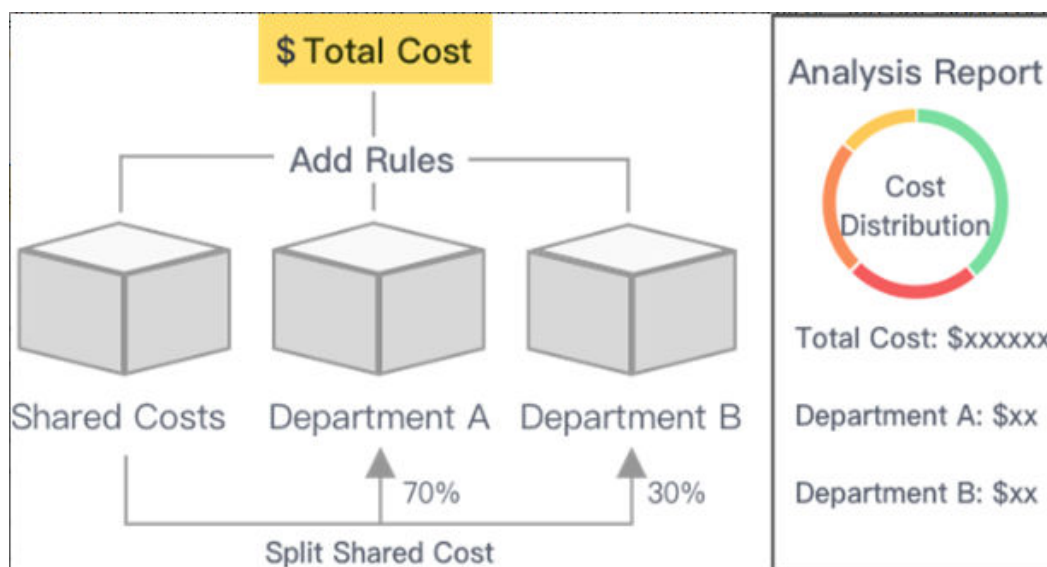 $ Total Cost
Add Rules
Shared Costs
Department A
Department B
70%
30%
Split Shared Cost
Analysis Report
Cost
Distribution
Total Cost: $xxxxxx
Department A: $xx
Department B: $xx